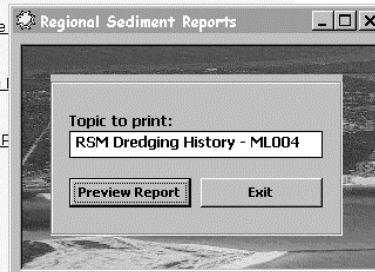 Regional Sediment Reports
Topic to print:
RSM Dredging History - ML004
Preview Report
Exit